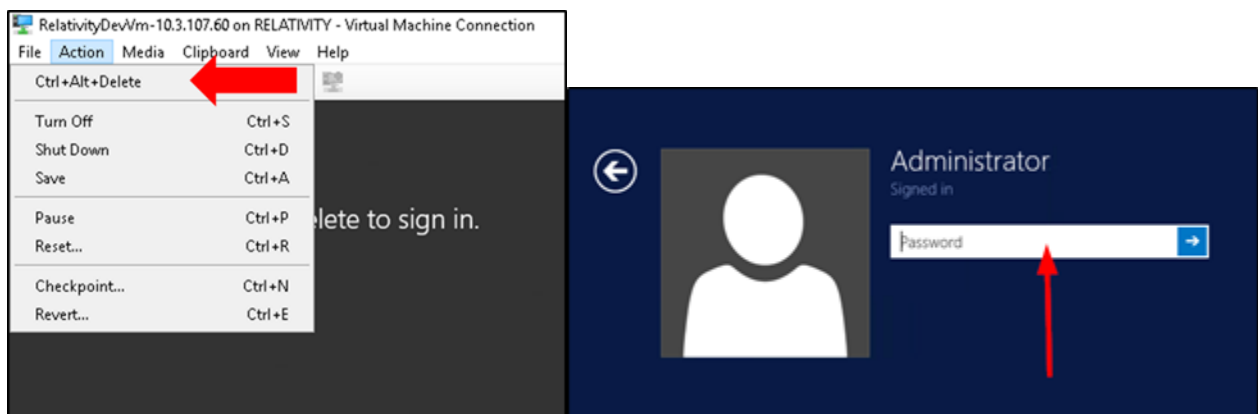 RelativityDevVm-10.3.107.60 on RELATIVITY - Virtual Machine Connection
File Action Media Clipboard View Help
Ctrl+Alt+Delete
Turn Off Ctrl+S
Shut Down Ctrl+D
Save Ctrl+A
Pause Ctrl+P
Reset... Ctrl+R
Checkpoint... Ctrl+N
Revert... Ctrl+E
elete to sign in.
Administrator
Signed in
Password